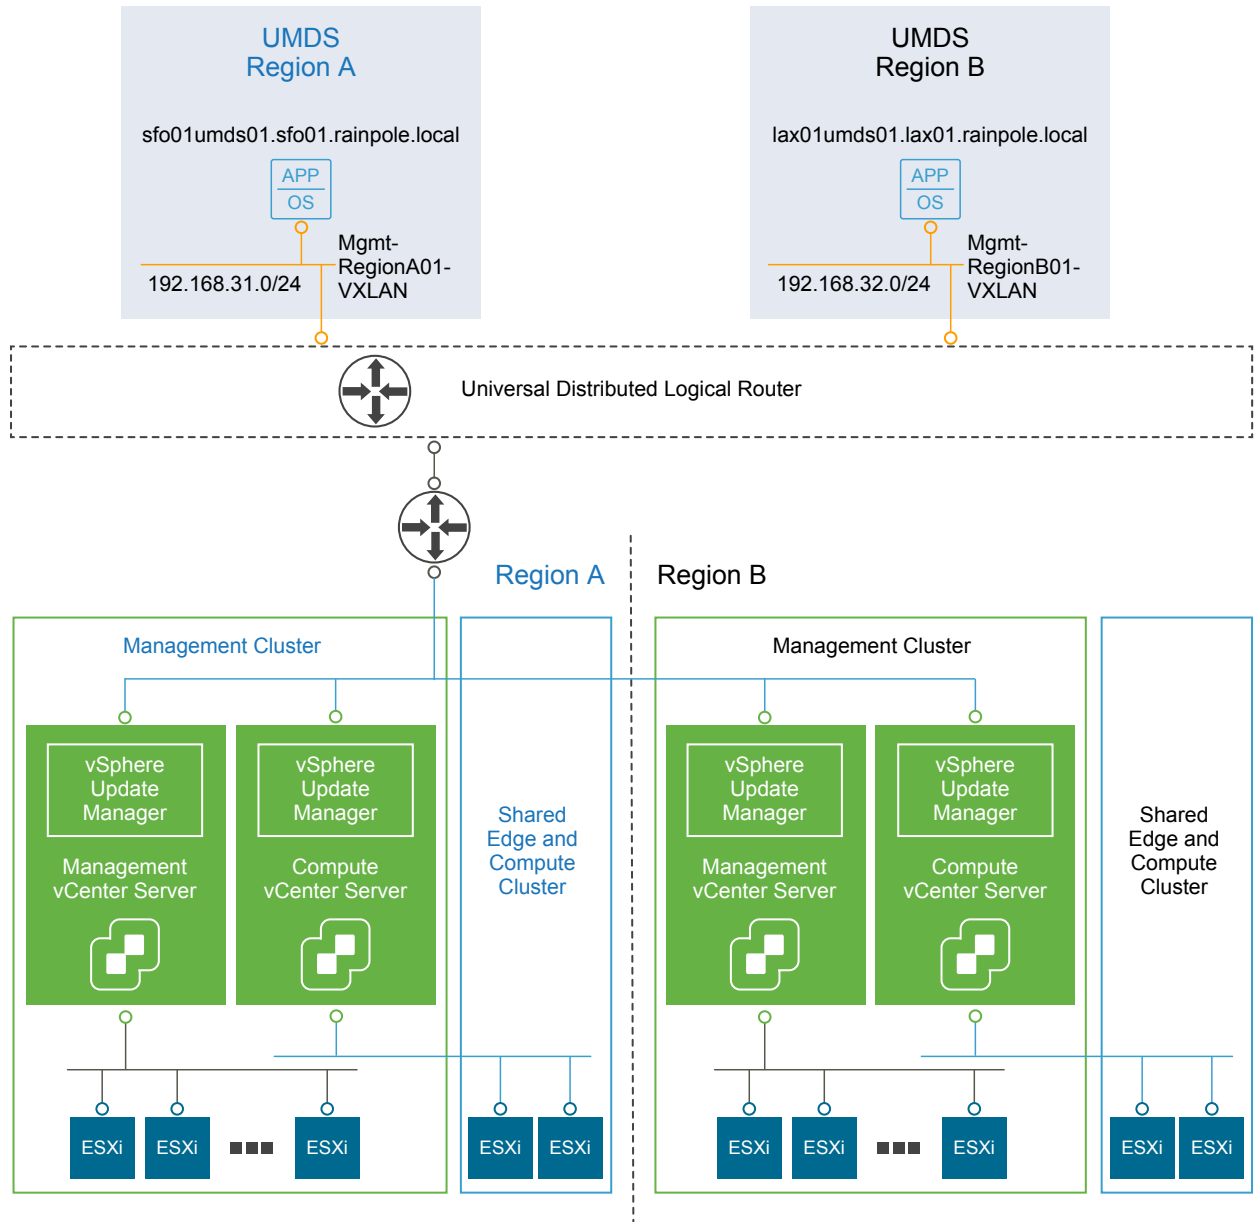 UMDS
Region A
sfo01umds01.sfo01.rainpole.local
APP
OS
Mgmt-
RegionA01-
VXLAN
192.168.31.0/24
UMDS
Region B
lax01umds01.lax01.rainpole.local
APP
OS
Mgmt-
RegionB01-
VXLAN
192.168.32.0/24
Universal Distributed Logical Router
Region A
Region B
Management Cluster
vSphere
Update
Manager
Management
vCenter Server
vSphere
Update
Manager
Compute
vCenter Server
Shared
Edge and
Compute
Cluster
ESXi
ESXi
ESXi
ESXi
ESXi
Management Cluster
vSphere
Update
Manager
Management
vCenter Server
vSphere
Update
Manager
Compute
vCenter Server
Shared
Edge and
Compute
Cluster
ESXi
ESXi
ESXi
ESXi
ESXi